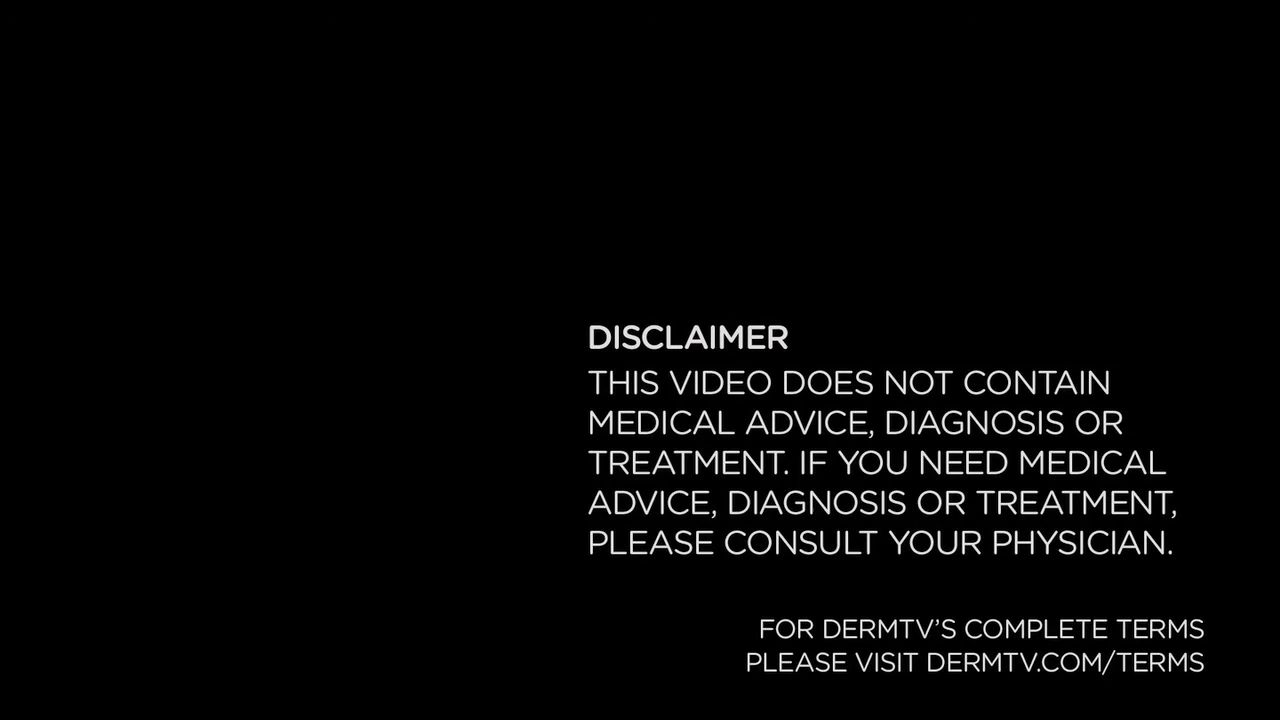 DISCLAIMER
THIS VIDEO DOES NOT CONTAIN
MEDICAL ADVICE, DIAGNOSIS OR
TREATMENT. IF YOU NEED MEDICAL
ADVICE, DIAGNOSIS OR TREATMENT,
PLEASE CONSULT YOUR PHYSICIAN.
FOR DERMTV’S COMPLETE TERMS
PLEASE VISIT DERMTV.COM/TERMS